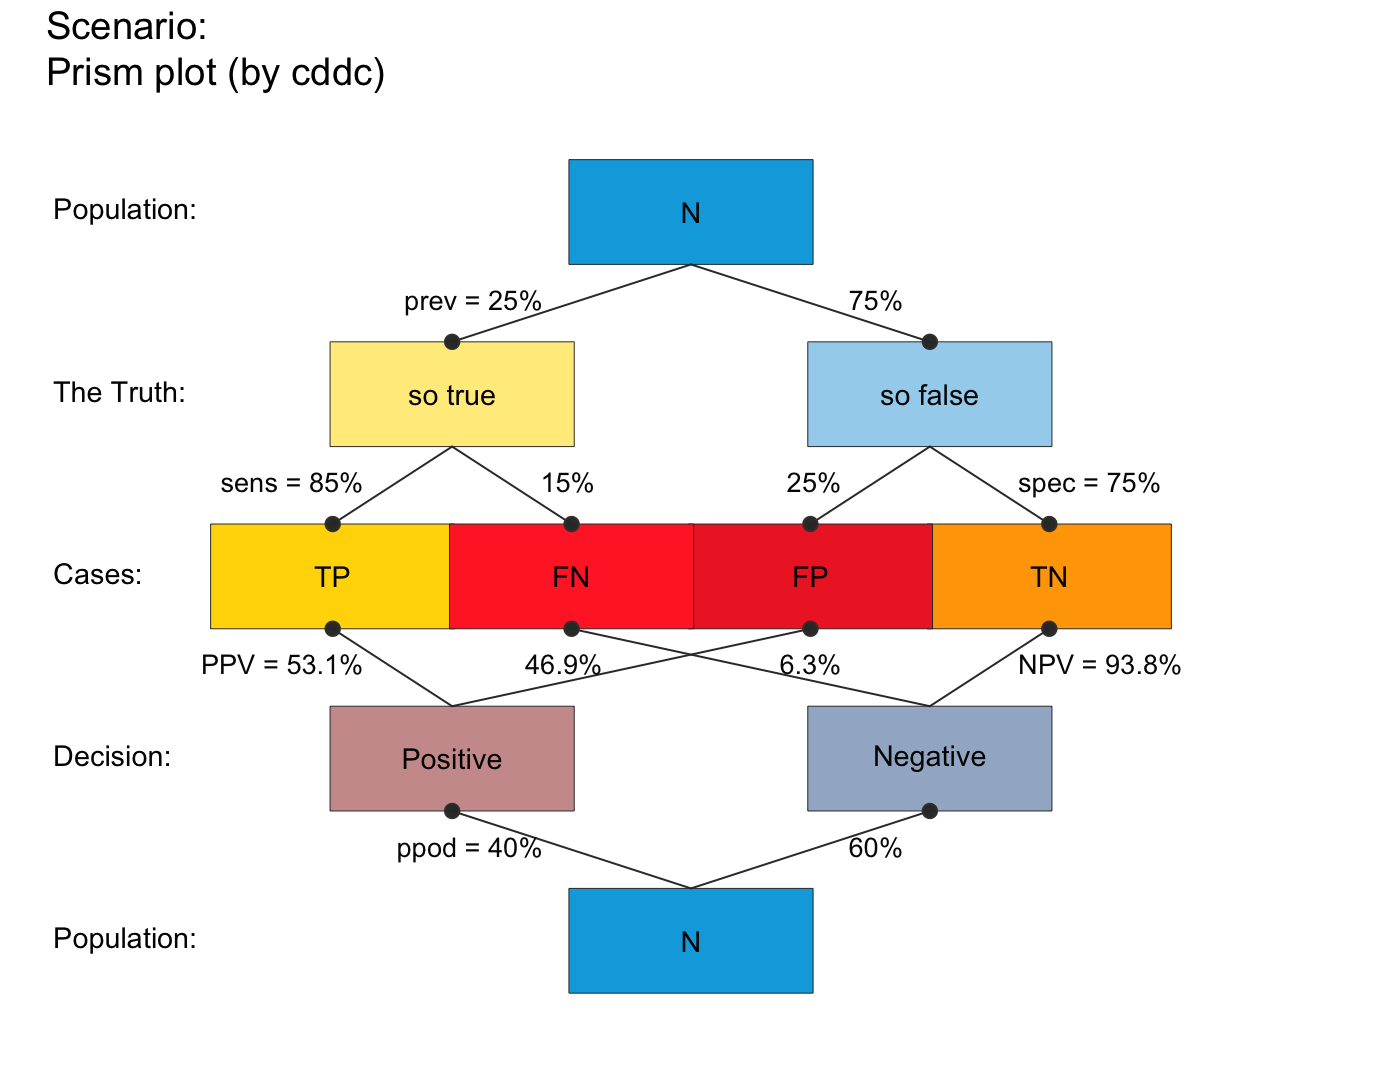 Scenario:
Prism plot (by cddc)
Population:
N
prev = 25%
75%
The Truth:
so true
so false
sens = 85%
15%
25%
spec = 75%
Cases:
TP
FN
FP
TN
PPV = 53.1%
46.9%
6.3%
NPV = 93.8%
Decision:
Positive
Negative
ppod = 40%
60%
Population:
N